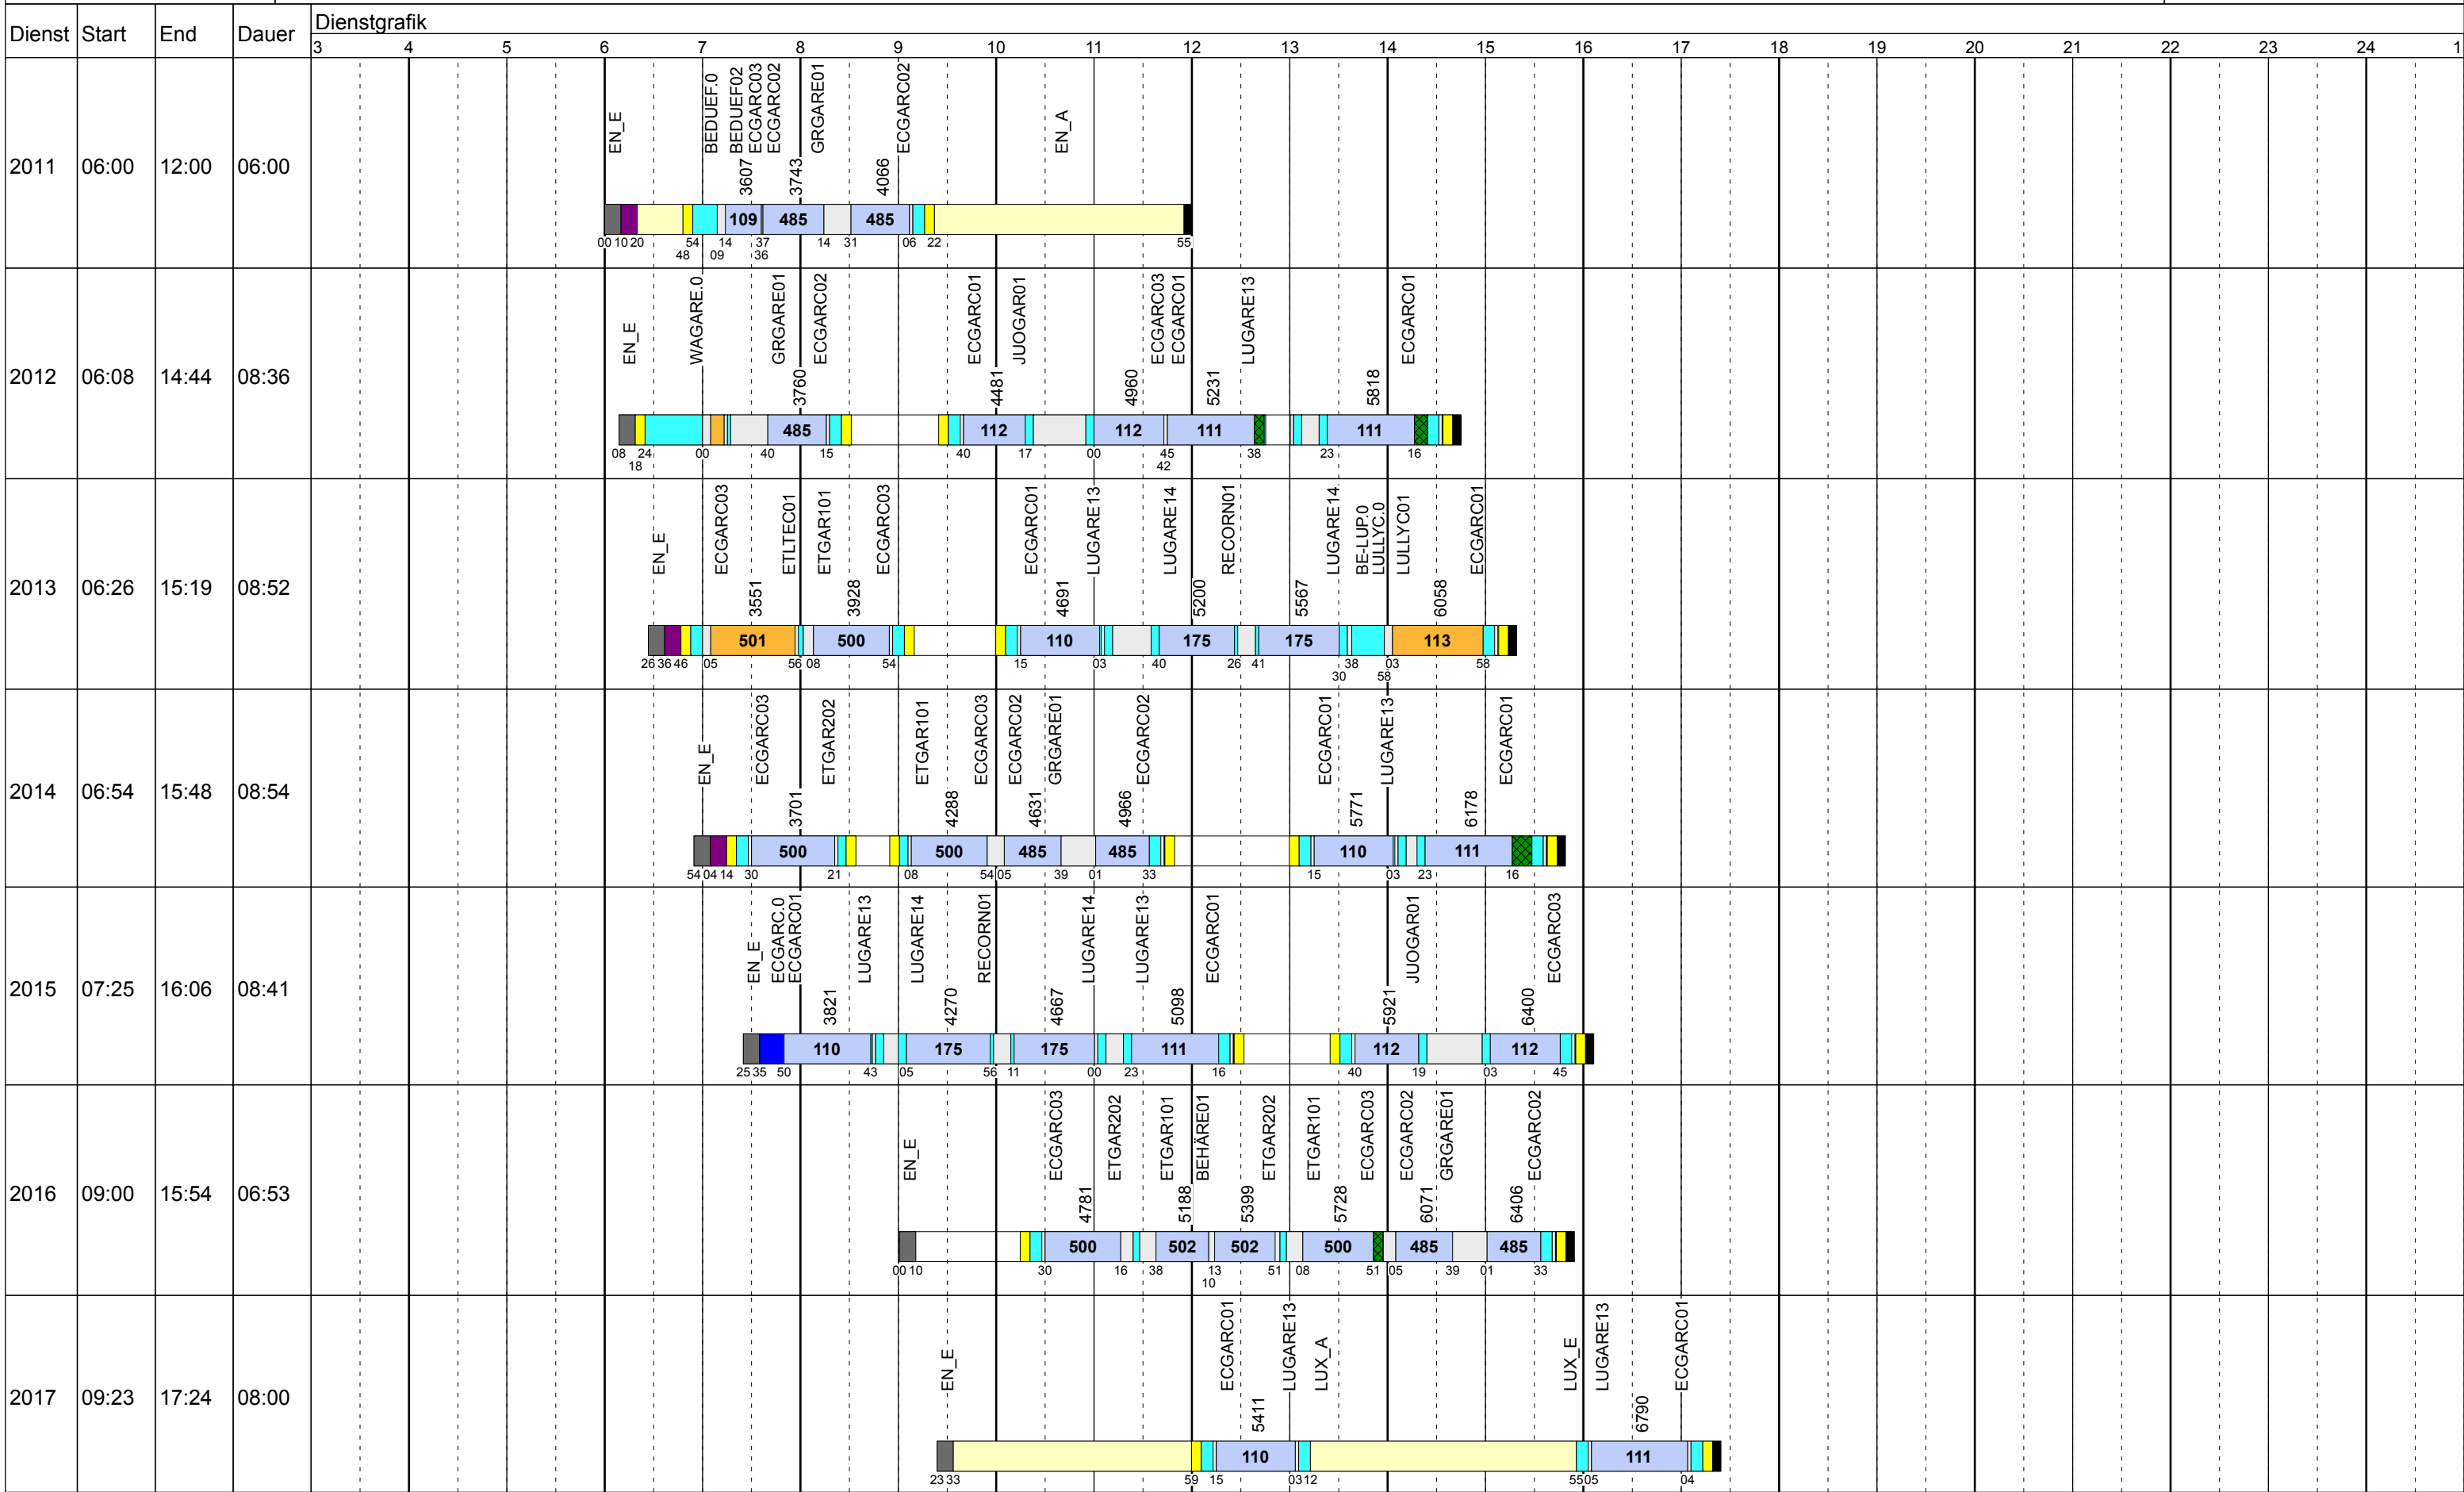 Dienst Start End Dauer Dienstgrafik
3 4 5 6 7 8 9 10 11 12 13 14 15 16 17 18 19 20 21 22 23 24 1
EN_E BEDUEF.0 BEDUEF02 ECGARC03 ECGARC02 GRGARE01 ECGARC02 EN_A
3607 3743 4066
2011 06:00 12:00 06:00
109 485 485
00 10 20 54 14 37 14 31 06 22 55
48 09 36
EN_E WAGARE.0 GRGARE01 ECGARC02 ECGARC01 JUOGAR01 ECGARC03 ECGARC01 LUGARE13 ECGARC01
3760 4481 4960 5231 5818
2012 06:08 14:44 08:36
485 112 112 111 111
08 24 00 40 15 40 17 00 45 38 23 16
18 42
EN_E ECGARC03 ETLTEC01 ETGAR101 ECGARC03 ECGARC01 LUGARE13 LUGARE14 RECORN01 LUGARE14 BE-LUP.0 LULLYC.0 LULLYC01 ECGARC01
3551 3928 4691 5200 5567 6058
2013 06:26 15:19 08:52
501 500 110 175 175 113
26 36 46 05 56 08 54 15 03 40 26 41 38 03 58
30 58
EN_E ECGARC03 ETGAR202 ETGAR101 ECGARC03 ECGARC02 GRGARE01 ECGARC02 ECGARC01 LUGARE13 ECGARC01
3701 4288 4631 4966 5771 6178
2014 06:54 15:48 08:54
500 500 485 485 110 111
54 04 14 30 21 08 54 05 39 01 33 15 03 23 16
EN_E ECGARC.0 ECGARC01 LUGARE13 LUGARE14 RECORN01 LUGARE14 LUGARE13 ECGARC01 JUOGAR01 ECGARC03
3821 4270 4667 5098 5921 6400
2015 07:25 16:06 08:41
110 175 175 111 112 112
25 35 50 43 05 56 11 00 23 16 40 19 03 45
EN_E ECGARC03 ETGAR202 ETGAR101 BEHÄRE01 ETGAR202 ETGAR101 ECGARC03 ECGARC02 GRGARE01 ECGARC02
4781 5188 5399 5728 6071 6406
2016 09:00 15:54 06:53
500 502 502 500 485 485
00 10 30 16 38 13 51 08 51 05 39 01 33
10
EN_E ECGARC01 LUGARE13 LUX_A LUX_E LUGARE13 ECGARC01
5411 6790
2017 09:23 17:24 08:00
110 111
23 33 59 15 03 12 55 05 04